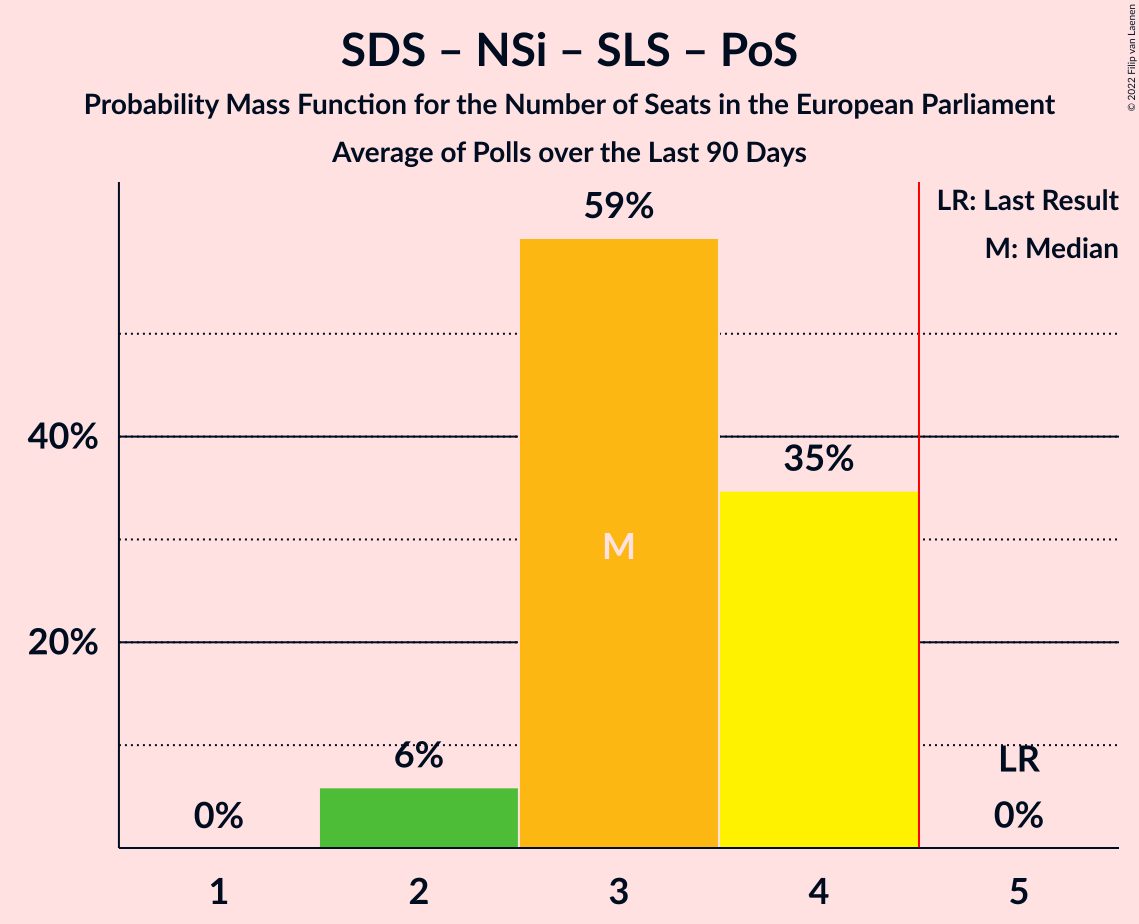 SDS – NSi – SLS – PoS
Probability Mass Function for the Number of Seats in the European Parliament
Average of Polls over the Last 90 Days
© 2022 Filip van Laenen
LR: Last Result
M: Median
59%
40%
35%
M
20%
6%
LR
0%
0%
1 2 3 4 5